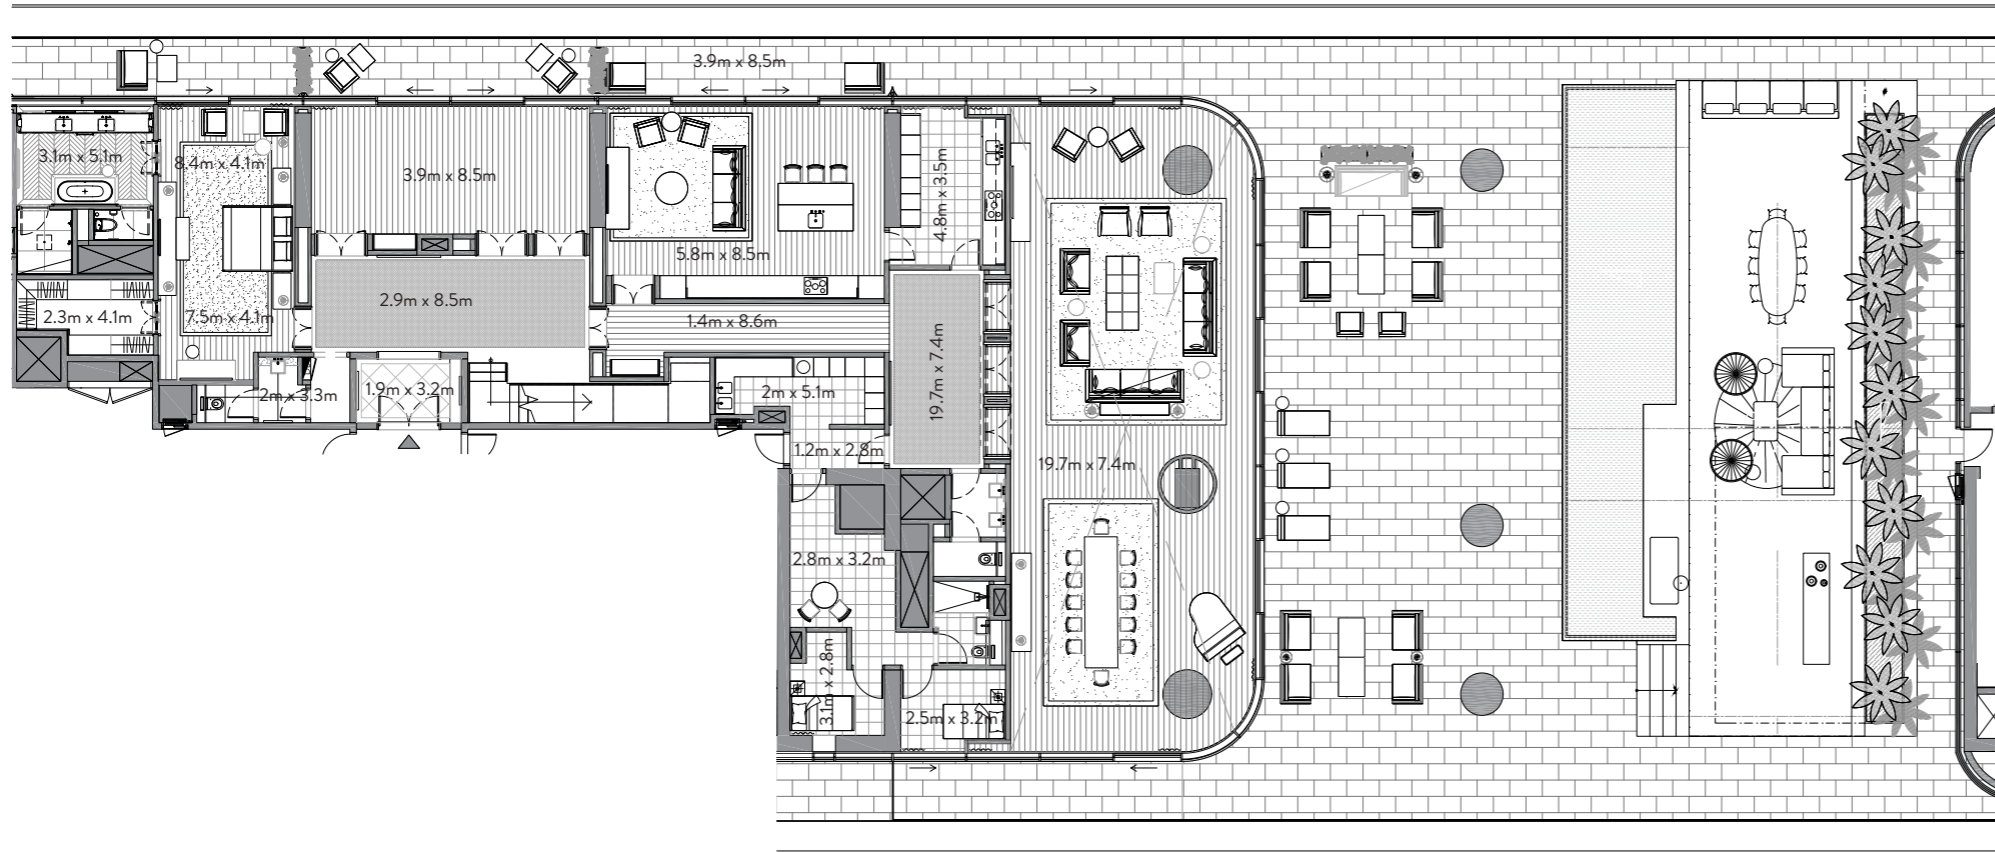 3.9m x 8.5m
3.1m x 5.1m
8.4m x 4.1m
3.9m x 8.5m
4.8m x 3.5m
5.8m x 8.5m
2.9m x 8.5m
2.3m x 4.1m
7.5m x 4.1m
1.4m x 8.6m
19.7m x 7.4m
2m x 3.3m
1.9m x 3.2m
2m x 5.1m
1.2m x 2.8m
19.7m x 7.4m
2.8m x 3.2m
3.1m x 2.8m
2.5m x 3.2m